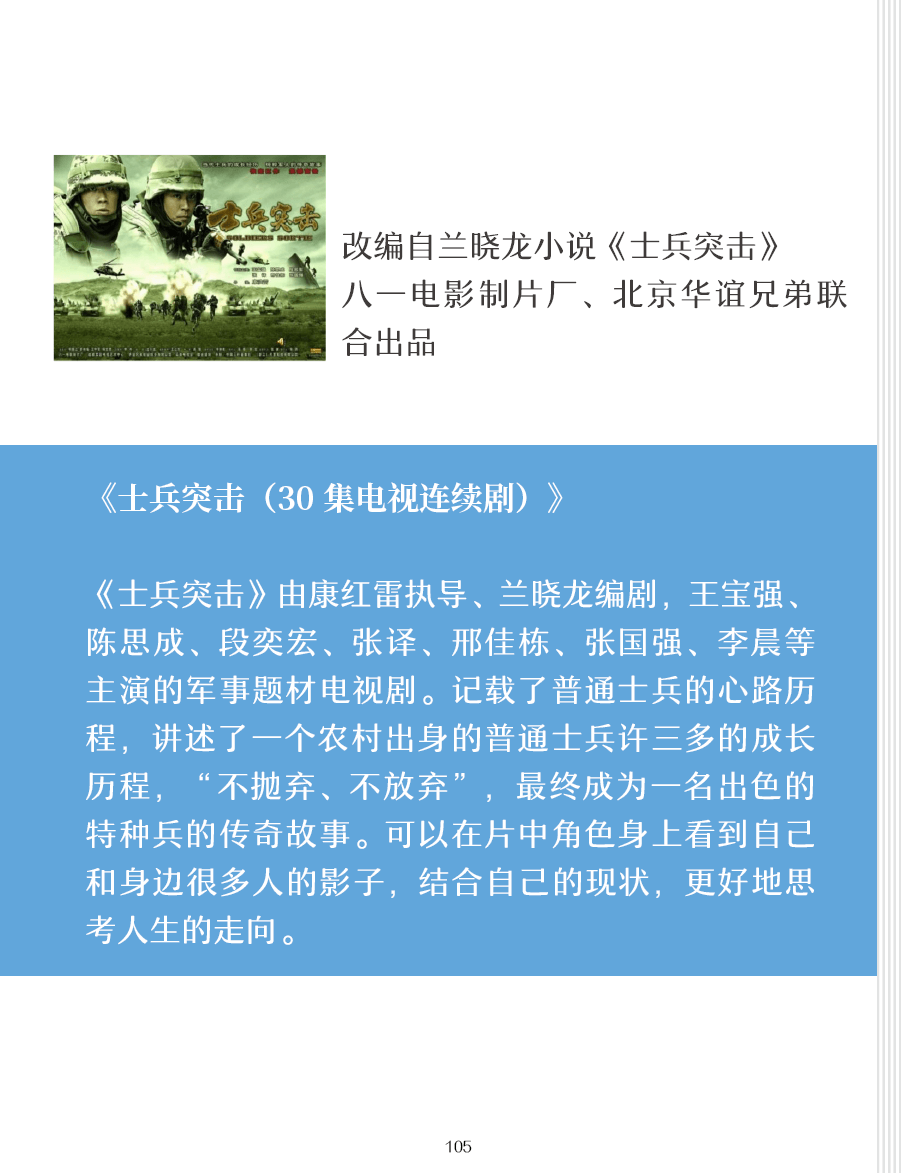 士兵突击
SOLDIERS SORTIE
改编自兰晓龙小说《士兵突击》
八一电影制片厂、北京华谊兄弟联
合出品
《士兵突击（30 集电视连续剧）》
《士兵突击》由康红雷执导、兰晓龙编剧，王宝强、
陈思成、段奕宏、张译、邢佳栋、张国强、李晨等
主演的军事题材电视剧。记载了普通士兵的心路历
程，讲述了一个农村出身的普通士兵许三多的成长
历程，“不抛弃、不放弃”，最终成为一名出色的
特种兵的传奇故事。可以在片中角色身上看到自己
和身边很多人的影子，结合自己的现状，更好地思
考人生的走向。
105